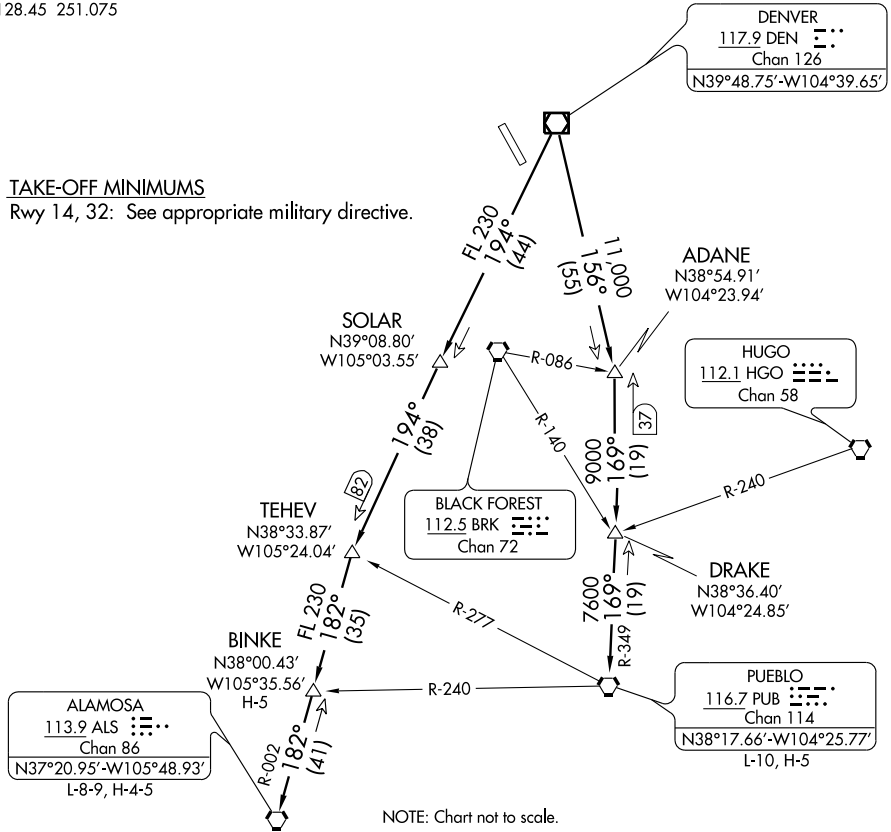 128.45 251.075
DENVER
117.9 DEN
Chan 126
N39°48.75'-W104°39.65'
TAKE-OFF MINIMUMS
Rwy 14, 32: See appropriate military directive.
FL 230
194°
(44)
11,000
156°
(55)
ADANE
N38°54.91'
W104°23.94'
SOLAR
N39°08.80'
W105°03.55'
R-086
HUGO
112.1 HGO
Chan 58
37
R-140
194°
(38)
9000
169°
(19)
R-240
82
BLACK FOREST
112.5 BRK
Chan 72
TEHEV
N38°33.87'
W105°24.04'
DRAKE
N38°36.40'
W104°24.85'
R-277
7600
169°
(19)
R-349
FL 230
182°
(35)
BINKE
N38°00.43'
W105°35.56'
H-5
R-240
PUEBLO
116.7 PUB
Chan 114
N38°17.66'-W104°25.77'
L-10, H-5
ALAMOSA
113.9 ALS
Chan 86
N37°20.95'-W105°48.93'
L-8-9, H-4-5
R-002
182°
(41)
NOTE: Chart not to scale.